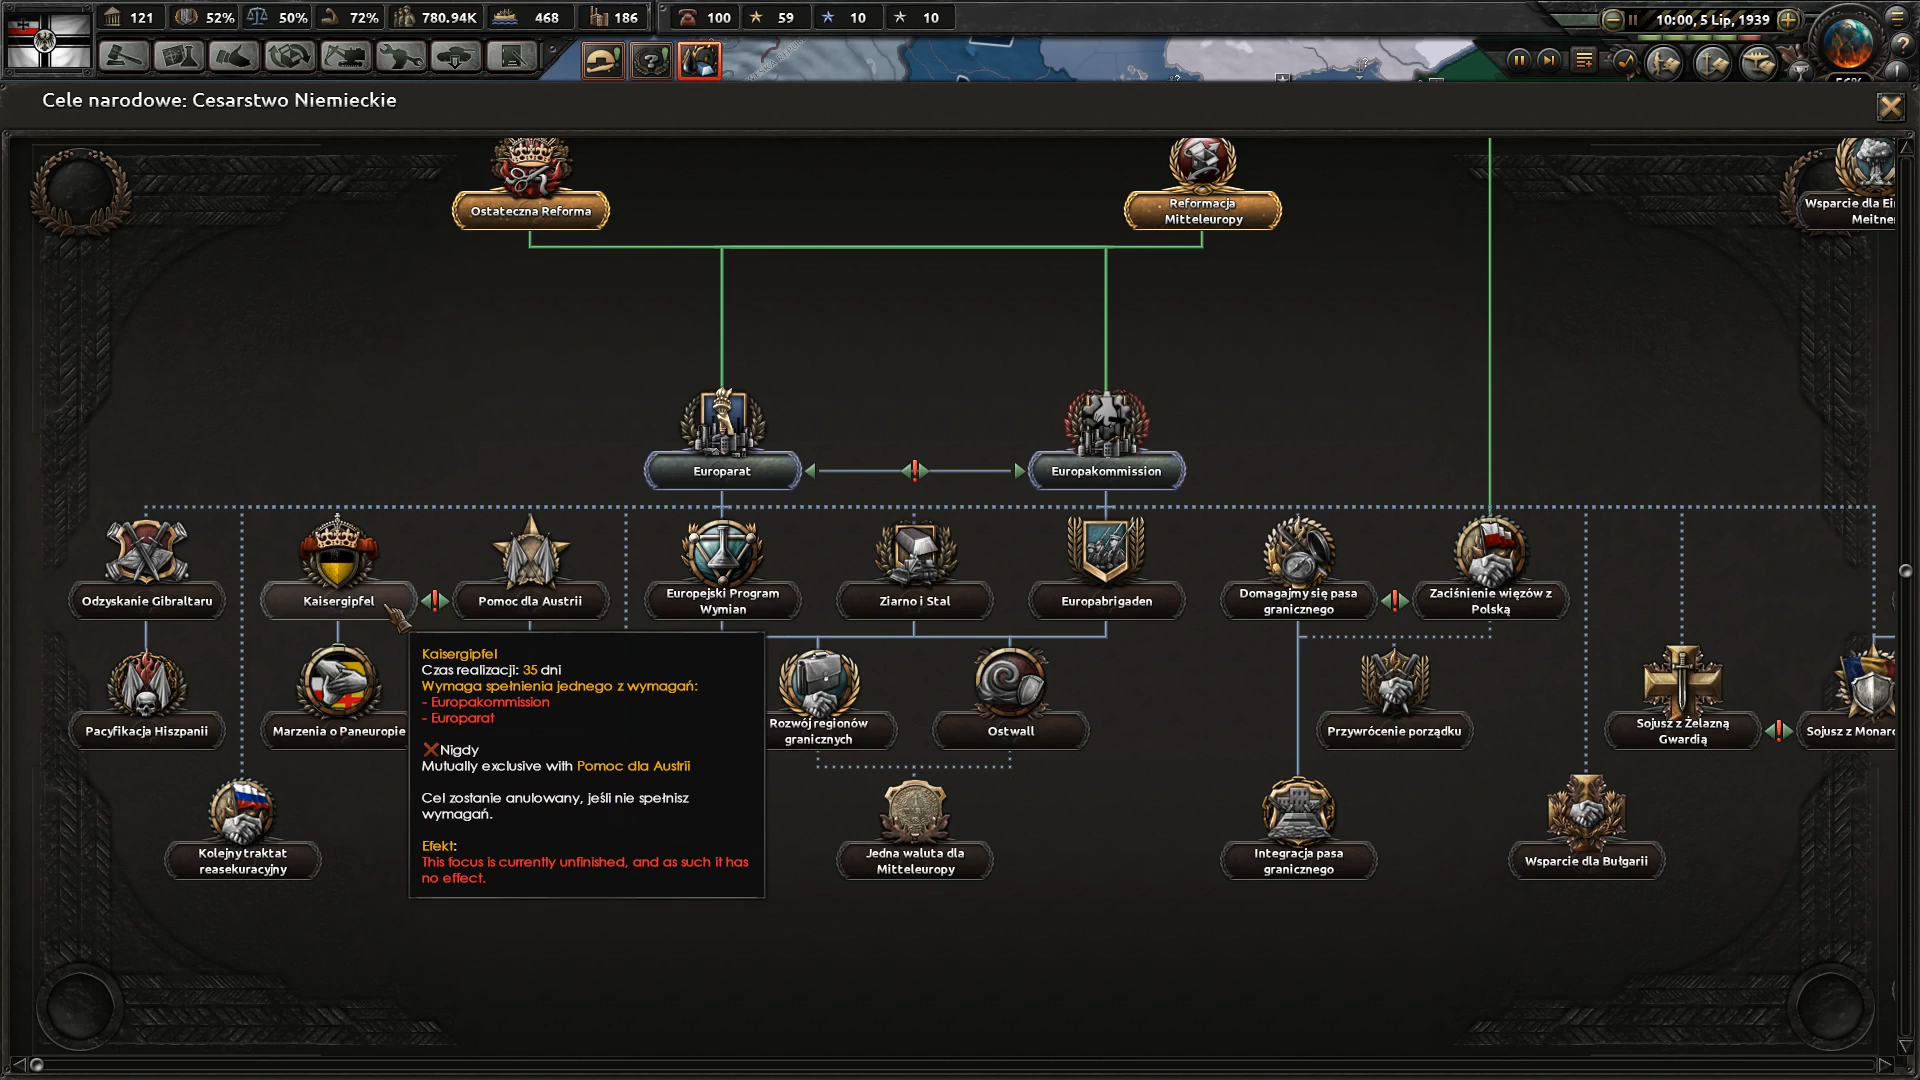 121
52%
50%
72%
780.94K
468
186
100
59
10
10
10:00, 5 Lip, 1939
Cele narodowe: Cesarstwo Niemieckie
Ostateczna Reforma
Reformacja
Mitteleuropy
Wsparcie dla
Europarat
Europakommission
Odzyskanie Gibraltaru
Kaisergipfel
Pomoc dla Austrii
Europejski Program
Wymian
Ziarno i Stal
Europabrigaden
Domagajmy się pasa
granicznego
Zaciśnienie więzów z
Polską
Pacyfikacja Hiszpanii
Marzenia o Paneuropie
Rozwój regionów
granicznych
Ostwall
Przywrócenie porządku
Sojusz z Żelazną
Gwardią
Sojusz z
Kolejny traktat
reasekuracyjny
Jedna waluta dla
Mitteleuropy
Integracja pasa
granicznego
Wsparcie dla Bułgarii
Kaisergipfel
Czas realizacji: 35 dni
Wymaga spełnienia jednego z wymagań:
- Europakommission
- Europarat
Nigdy
Mutually exclusive with Pomoc dla Austrii
Cel zostanie anulowany, jeśli nie spełnisz
wymagań.
Efekt:
This focus is currently unfinished, and as such it has
no effect.